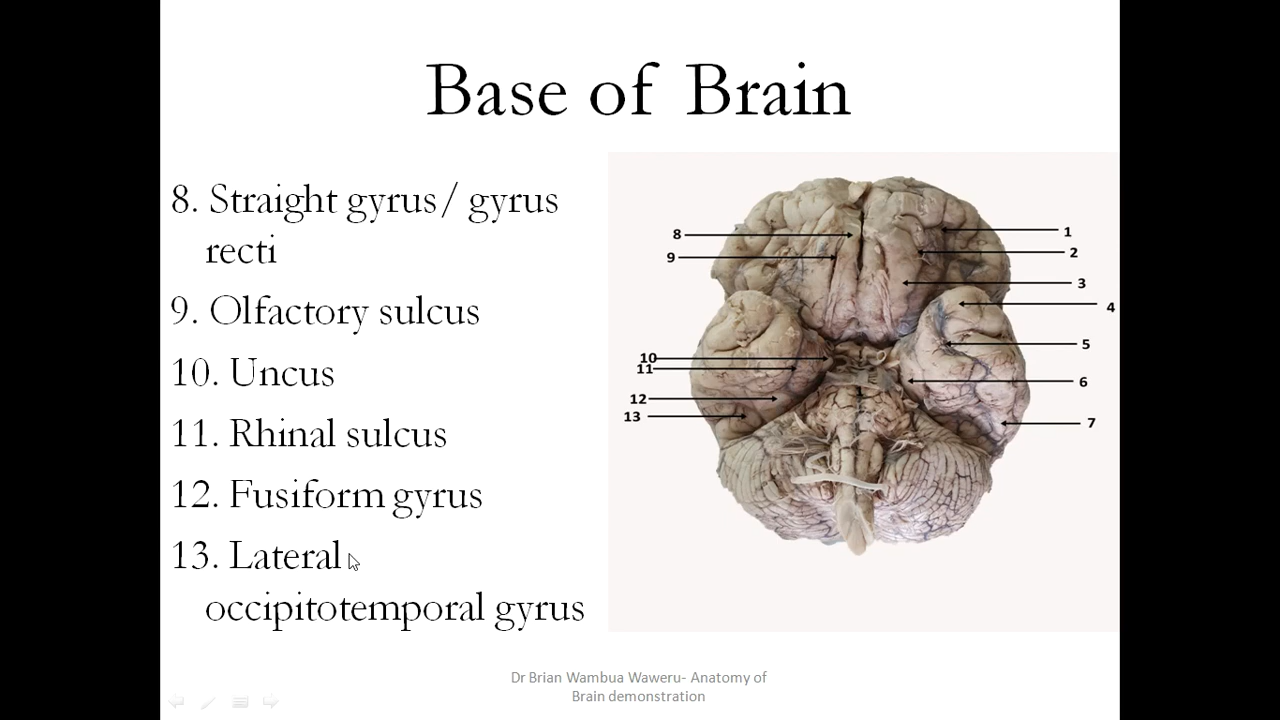 Base of Brain
8. Straight gyrus/ gyrus
recti
9. Olfactory sulcus
10. Uncus
11. Rhinal sulcus
12. Fusiform gyrus
13. Lateral
occipitotemporal gyrus
8
9
10
11
12
13
1
2
3
4
5
6
7
Dr Brian Wambua Waweru- Anatomy of
Brain demonstration